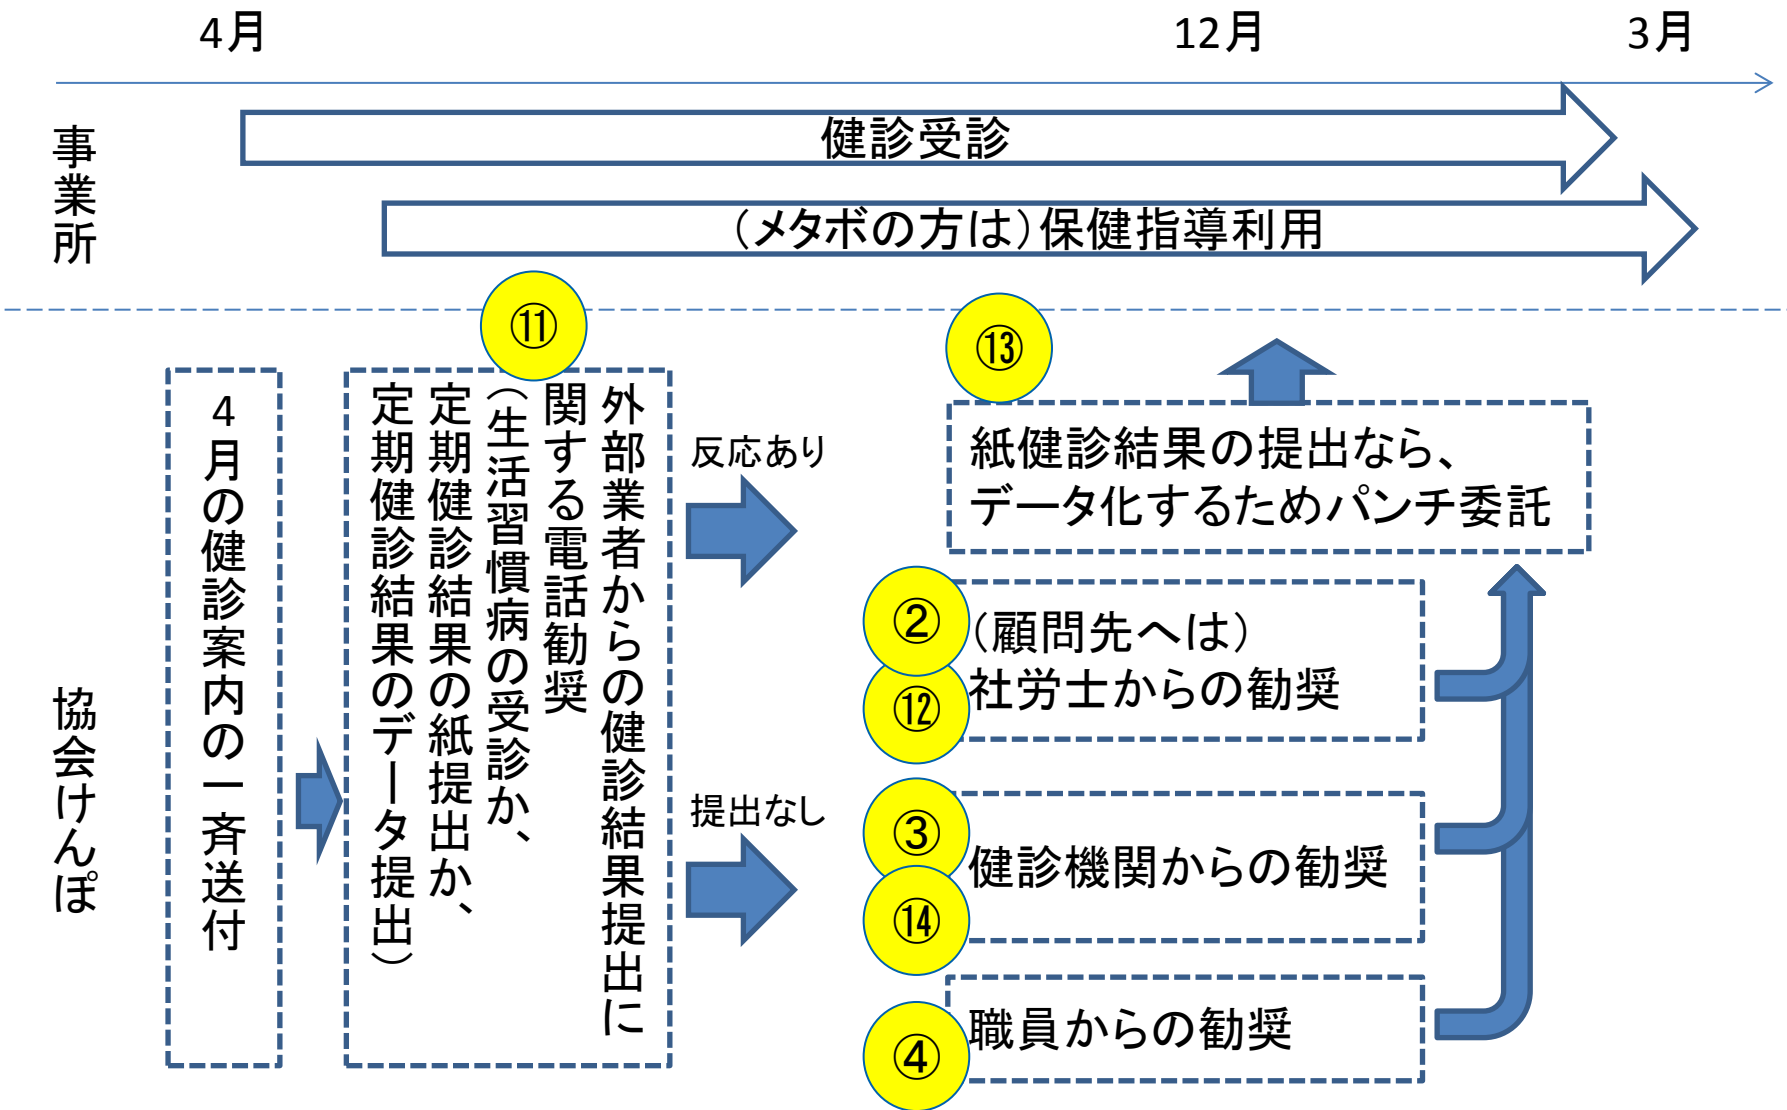 4月
12月
3月
事業所
健診受診
（メタボの方は）保健指導利用
協会けんぽ
4月の健診案内の一斉送付
⑪
外部業者からの健診結果提出に
関する電話勧奨
（生活習慣病の受診か、
定期健診結果の紙提出か、
定期健診結果のデータ提出）
反応あり
提出なし
⑬
紙健診結果の提出なら、
データ化するためパンチ委託
②
⑫
（顧問先へは）
社労士からの勧奨
③
⑭
健診機関からの勧奨
④
職員からの勧奨